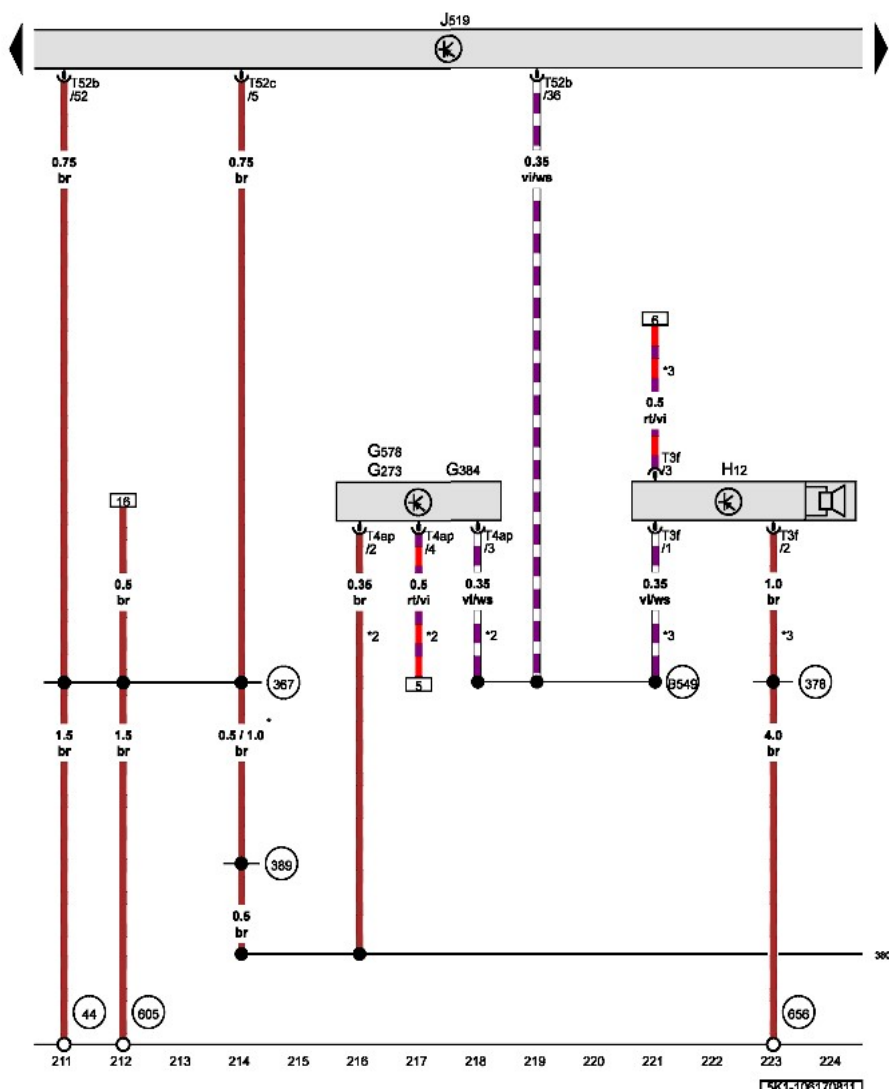 J519
T52b
/52
T52c
/5
T52b
/36
0.75
br
0.75
br
0.35
vi/ws
6
*3
0.5
rt/vi
T3f
/3
G578
G273
G384
H12
16
T4ap
/2
T4ap
/4
T4ap
/3
T3f
/1
T3f
/2
0.5
br
0.35
br
0.5
rt/vi
0.35
vi/ws
0.35
vi/ws
1.0
br
*2
*2
*2
*3
*3
367
5
B549
378
1.5
br
1.5
br
0.5 / 1.0
br
*
4.0
br
389
0.5
br
44
605
656
211 212 213 214 215 216 217 218 219 220 221 222 223 224
5K1-106170811